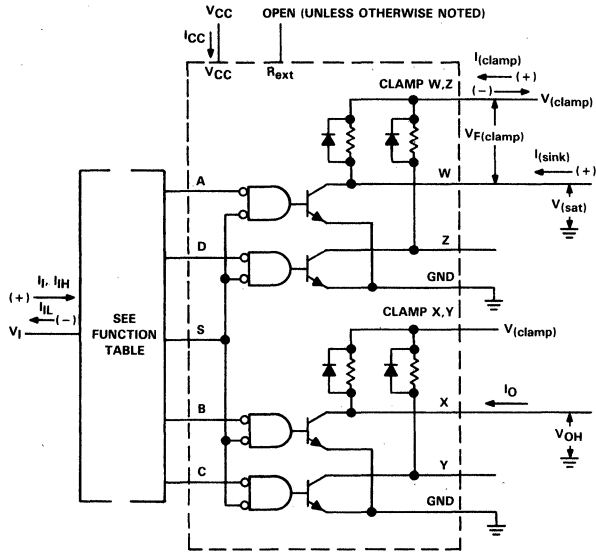 VCC OPEN (UNLESS OTHERWISE NOTED)
ICC
VCC Rext
CLAMP W,Z
I(clamp)
(+)
(−)
V(clamp)
VF(clamp)
I(sink)
(+)
W
V(sat)
A
D
Z
GND
II, IIH
(+)
IIL
(−)
VI
SEE
FUNCTION
TABLE
S
CLAMP X,Y
V(clamp)
B
X
IO
VOH
C
Y
GND